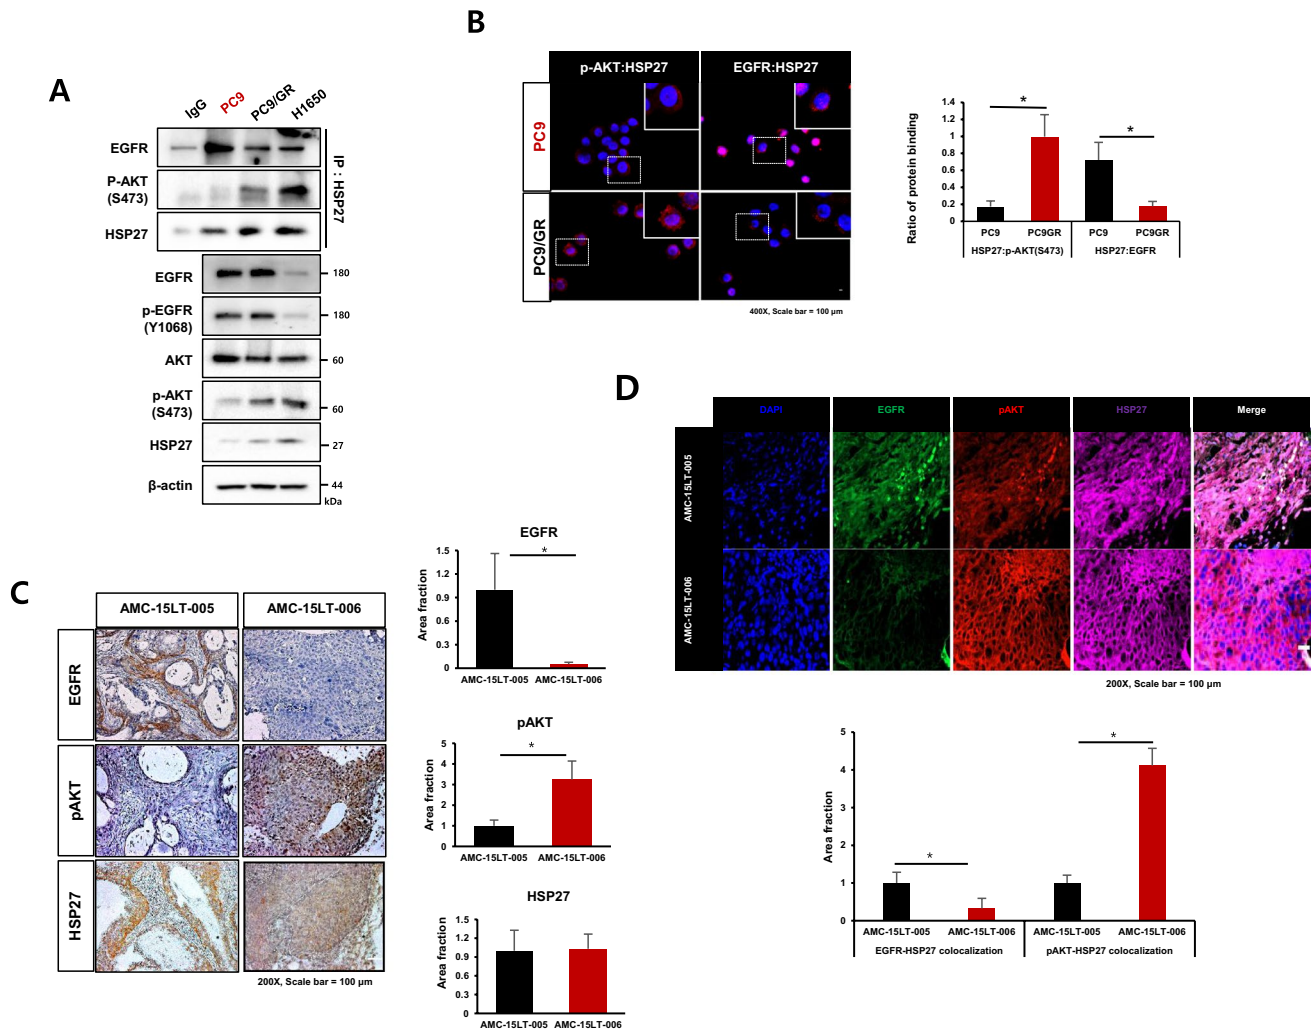 A
IgG
PC9
PC9/GR
H1650
EGFR
P-AKT
(S473)
HSP27
IP : HSP27
EGFR
180
p-EGFR
(Y1068)
180
AKT
60
p-AKT
(S473)
60
HSP27
27
β-actin
44
kDa
B
p-AKT:HSP27
EGFR:HSP27
PC9
PC9/GR
400X, Scale bar = 100 μm
Ratio of protein binding
1.4
1.2
1
0.8
0.6
0.4
0.2
0
*
*
PC9
PC9GR
PC9
PC9GR
HSP27:p-AKT(S473)
HSP27:EGFR
C
AMC-15LT-005
AMC-15LT-006
EGFR
pAKT
HSP27
200X, Scale bar = 100 μm
EGFR
Area fraction
1.5
1.2
0.9
0.6
0.3
0
*
AMC-15LT-005
AMC-15LT-006
pAKT
Area fraction
5
4
3
2
1
0
*
AMC-15LT-005
AMC-15LT-006
HSP27
Area fraction
1.5
1.2
0.9
0.6
0.3
0
AMC-15LT-005
AMC-15LT-006
D
DAPI
EGFR
pAKT
HSP27
Merge
AMC-15LT-005
AMC-15LT-006
200X, Scale bar = 100 μm
Area fraction
5
4
3
2
1
0
*
*
AMC-15LT-005
AMC-15LT-006
AMC-15LT-005
AMC-15LT-006
EGFR-HSP27 colocalization
pAKT-HSP27 colocalization